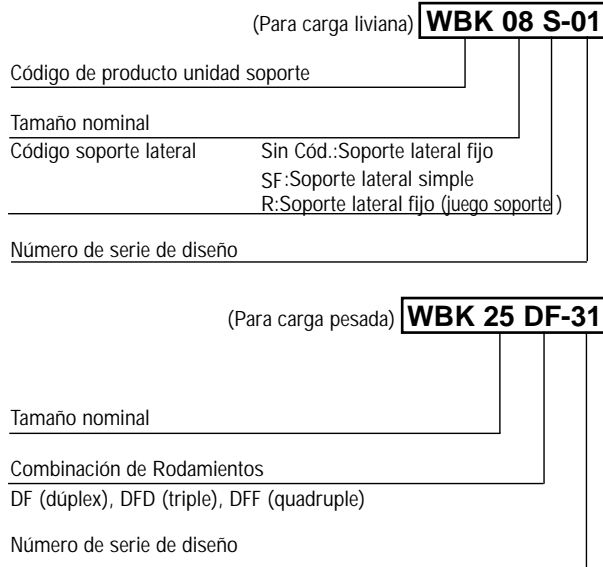 (Para carga liviana) WBK 08 S-01
Código de producto unidad soporte
Tamaño nominal
Código soporte lateral Sin Cód.:Soporte lateral fijo
SF:Soporte lateral simple
R:Soporte lateral fijo (juego soporte )
Número de serie de diseño
(Para carga pesada) WBK 25 DF-31
Tamaño nominal
Combinación de Rodamientos
DF (dúplex), DFD (triple), DFF (quadruple)
Número de serie de diseño